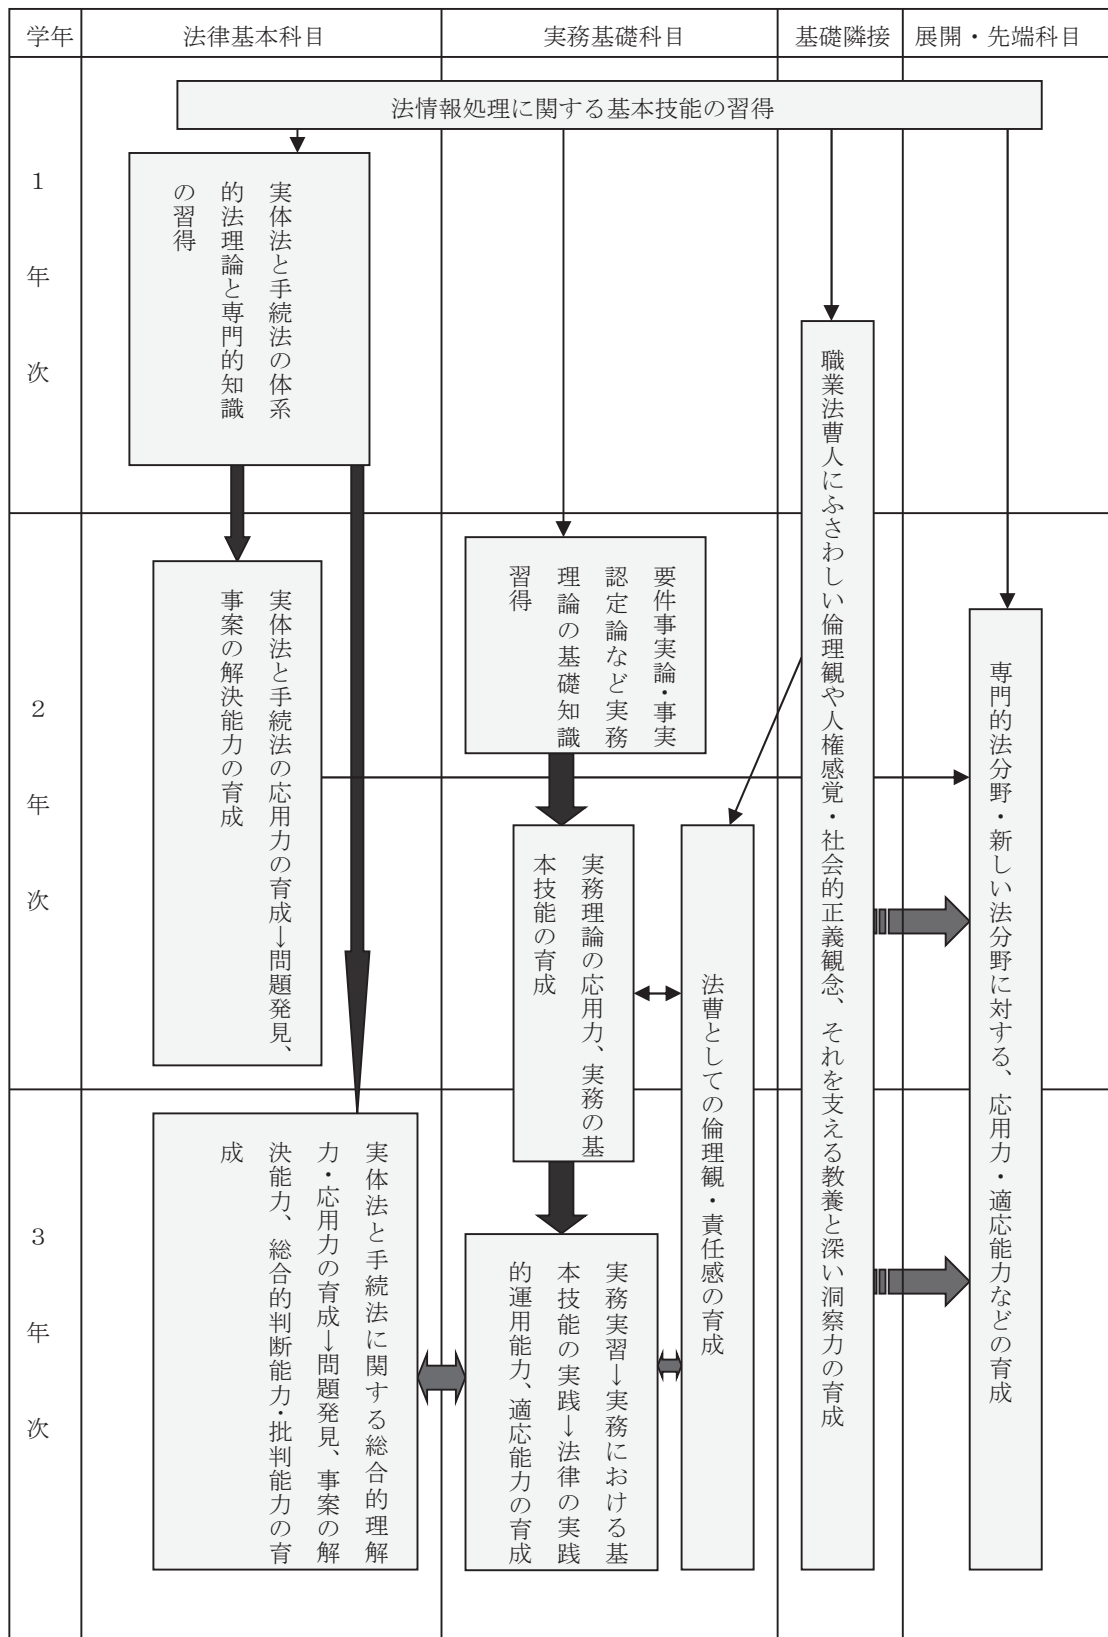 学年
法律基本科目
実務基礎科目
基礎隣接
展開・先端科目
法情報処理に関する基本技能の習得
1
年
次
実体法と手続法の体系
的法理論と専門的知識
の習得
職業法曹人にふさわしい倫理観や人権感覚・社会的正義観念、それを支える教養と深い洞察力の育成
2
年
次
実体法と手続法の応用力の育成→問題発見、
事案の解決能力の育成
要件事実論・事実
認定論など実務
理論の基礎知識
習得
実務理論の応用力、実務の基
本技能の育成
法曹としての倫理観・責任感の育成
専門的法分野・新しい法分野に対する、応用力・適応能力などの育成
3
年
次
実体法と手続法に関する総合的理解
力・応用力の育成→問題発見、事案の解
決能力、総合的判断能力・批判能力の育
成
実務実習→実務における基
本技能の実践→法律の実践
的運用能力、適応能力の育成